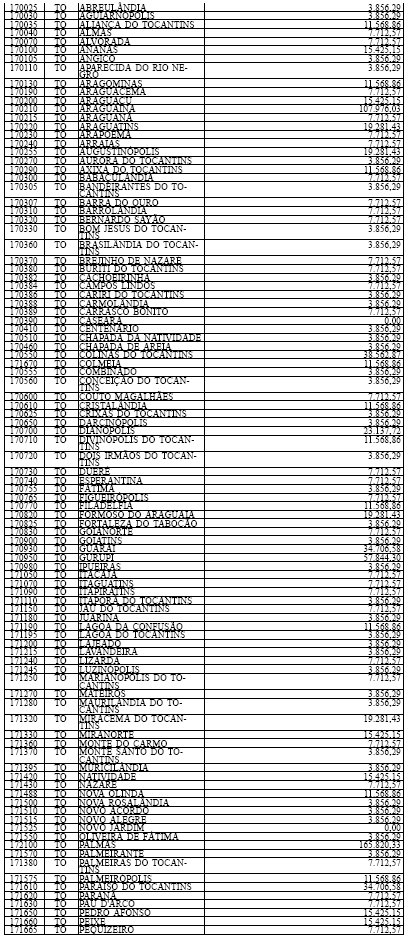 170025 TO ABREULÂNDIA 3.856,29
170030 TO AGUIARNÓPOLIS 3.856,29
170035 TO ALIANÇA DO TOCANTINS 11.568,86
170040 TO ALMAS 7.712,57
170070 TO ALVORADA 7.712,57
170100 TO ANANÁS 15.425,15
170105 TO ANGICO 3.856,29
170110 TO APARECIDA DO RIO NE- 3.856,29
GRO
170130 TO ARAGOMINAS 11.568,86
170190 TO ARAGUACEMA 7.712,57
170200 TO ARAGUAÇU 15.425,15
170210 TO ARAGUAÍNA 107.976,03
170215 TO ARAGUANÃ 7.712,57
170220 TO ARAGUATINS 19.281,43
170230 TO ARAPOEMA 7.712,57
170240 TO ARRAIAS 7.712,57
170255 TO AUGUSTINÓPOLIS 19.281,43
170270 TO AURORA DO TOCANTINS 3.856,29
170290 TO AXIXÁ DO TOCANTINS 11.568,86
170300 TO BABAÇULÂNDIA 7.712,57
170305 TO BANDEIRANTES DO TO- 3.856,29
CANTINS
170307 TO BARRA DO OURO 7.712,57
170310 TO BARROLÂNDIA 7.712,57
170320 TO BERNARDO SAYÃO 7.712,57
170330 TO BOM JESUS DO TOCAN- 3.856,29
TINS
170360 TO BRASILÂNDIA DO TOCAN- 3.856,29
TINS
170370 TO BREJINHO DE NAZARÉ 7.712,57
170380 TO BURITI DO TOCANTINS 7.712,57
170382 TO CACHOEIRINHA 3.856,29
170384 TO CAMPOS LINDOS 7.712,57
170386 TO CARIRI DO TOCANTINS 3.856,29
170388 TO CARMOLÂNDIA 3.856,29
170389 TO CARRASCO BONITO 7.712,57
170390 TO CASEARA 0,00
170410 TO CENTENÁRIO 3.856,29
170510 TO CHAPADA DA NATIVIDADE 3.856,29
170460 TO CHAPADA DE AREIA 3.856,29
170550 TO COLINAS DO TOCANTINS 38.562,87
171670 TO COLMÉIA 11.568,86
170555 TO COMBINADO 3.856,29
170560 TO CONCEIÇÃO DO TOCAN- 3.856,29
TINS
170600 TO COUTO MAGALHÃES 7.712,57
170610 TO CRISTALÂNDIA 11.568,86
170625 TO CRIXÁS DO TOCANTINS 3.856,29
170650 TO DARCINÓPOLIS 3.856,29
170700 TO DIANÓPOLIS 23.137,72
170710 TO DIVINÓPOLIS DO TOCAN- 11.568,86
TINS
170720 TO DOIS IRMÃOS DO TOCAN- 3.856,29
TINS
170730 TO DUERÉ 7.712,57
170740 TO ESPERANTINA 7.712,57
170755 TO FÁTIMA 3.856,29
170765 TO FIGUEIRÓPOLIS 7.712,57
170770 TO FILADÉLFIA 11.568,86
170820 TO FORMOSO DO ARAGUAIA 19.281,43
170825 TO FORTALEZA DO TABOCÃO 3.856,29
170830 TO GOIANORTE 7.712,57
170900 TO GOIATINS 3.856,29
170930 TO GUARAÍ 34.706,58
170950 TO GURUPI 57.844,30
170980 TO IPUEIRAS 3.856,29
171050 TO ITACAJÁ 7.712,57
171070 TO ITAGUATINS 7.712,57
171090 TO ITAPIRATINS 7.712,57
171110 TO ITAPORÃ DO TOCANTINS 3.856,29
171150 TO JAÚ DO TOCANTINS 7.712,57
171180 TO JUARINA 3.856,29
171190 TO LAGOA DA CONFUSÃO 11.568,86
171195 TO LAGOA DO TOCANTINS 3.856,29
171200 TO LAJEADO 3.856,29
171215 TO LAVANDEIRA 3.856,29
171240 TO LIZARDA 7.712,57
171245 TO LUZINÓPOLIS 3.856,29
171250 TO MARIANÓPOLIS DO TO- 7.712,57
CANTINS
171270 TO MATEIROS 3.856,29
171280 TO MAURILÂNDIA DO TO- 3.856,29
CANTINS
171320 TO MIRACEMA DO TOCAN- 19.281,43
TINS
171330 TO MIRANORTE 15.425,15
171360 TO MONTE DO CARMO 7.712,57
171370 TO MONTE SANTO DO TO- 3.856,29
CANTINS
171395 TO MURICILÂNDIA 3.856,29
171420 TO NATIVIDADE 15.425,15
171430 TO NAZARÉ 7.712,57
171488 TO NOVA OLINDA 11.568,86
171500 TO NOVA ROSALÂNDIA 3.856,29
171510 TO NOVO ACORDO 3.856,29
171515 TO NOVO ALEGRE 3.856,29
171525 TO NOVO JARDIM 0,00
171550 TO OLIVEIRA DE FÁTIMA 3.856,29
172100 TO PALMAS 165.820,33
171570 TO PALMEIRANTE 3.856,29
171380 TO PALMEIRAS DO TOCAN- 7.712,57
TINS
171575 TO PALMEIRÓPOLIS 11.568,86
171610 TO PARAÍSO DO TOCANTINS 34.706,58
171620 TO PARANÃ 7.712,57
171630 TO PAU D'ARCO 7.712,57
171650 TO PEDRO AFONSO 15.425,15
171660 TO PEIXE 15.425,15
171665 TO PEQUIZEIRO 7.712,57